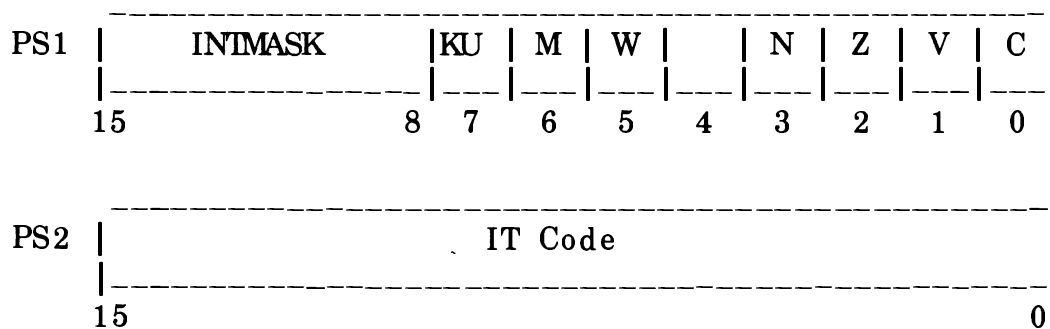 PS1 | INTMASK |KU | M | W | | N | Z | V | C
15 8 7 6 5 4 3 2 1 0
PS2 | IT Code
15 0